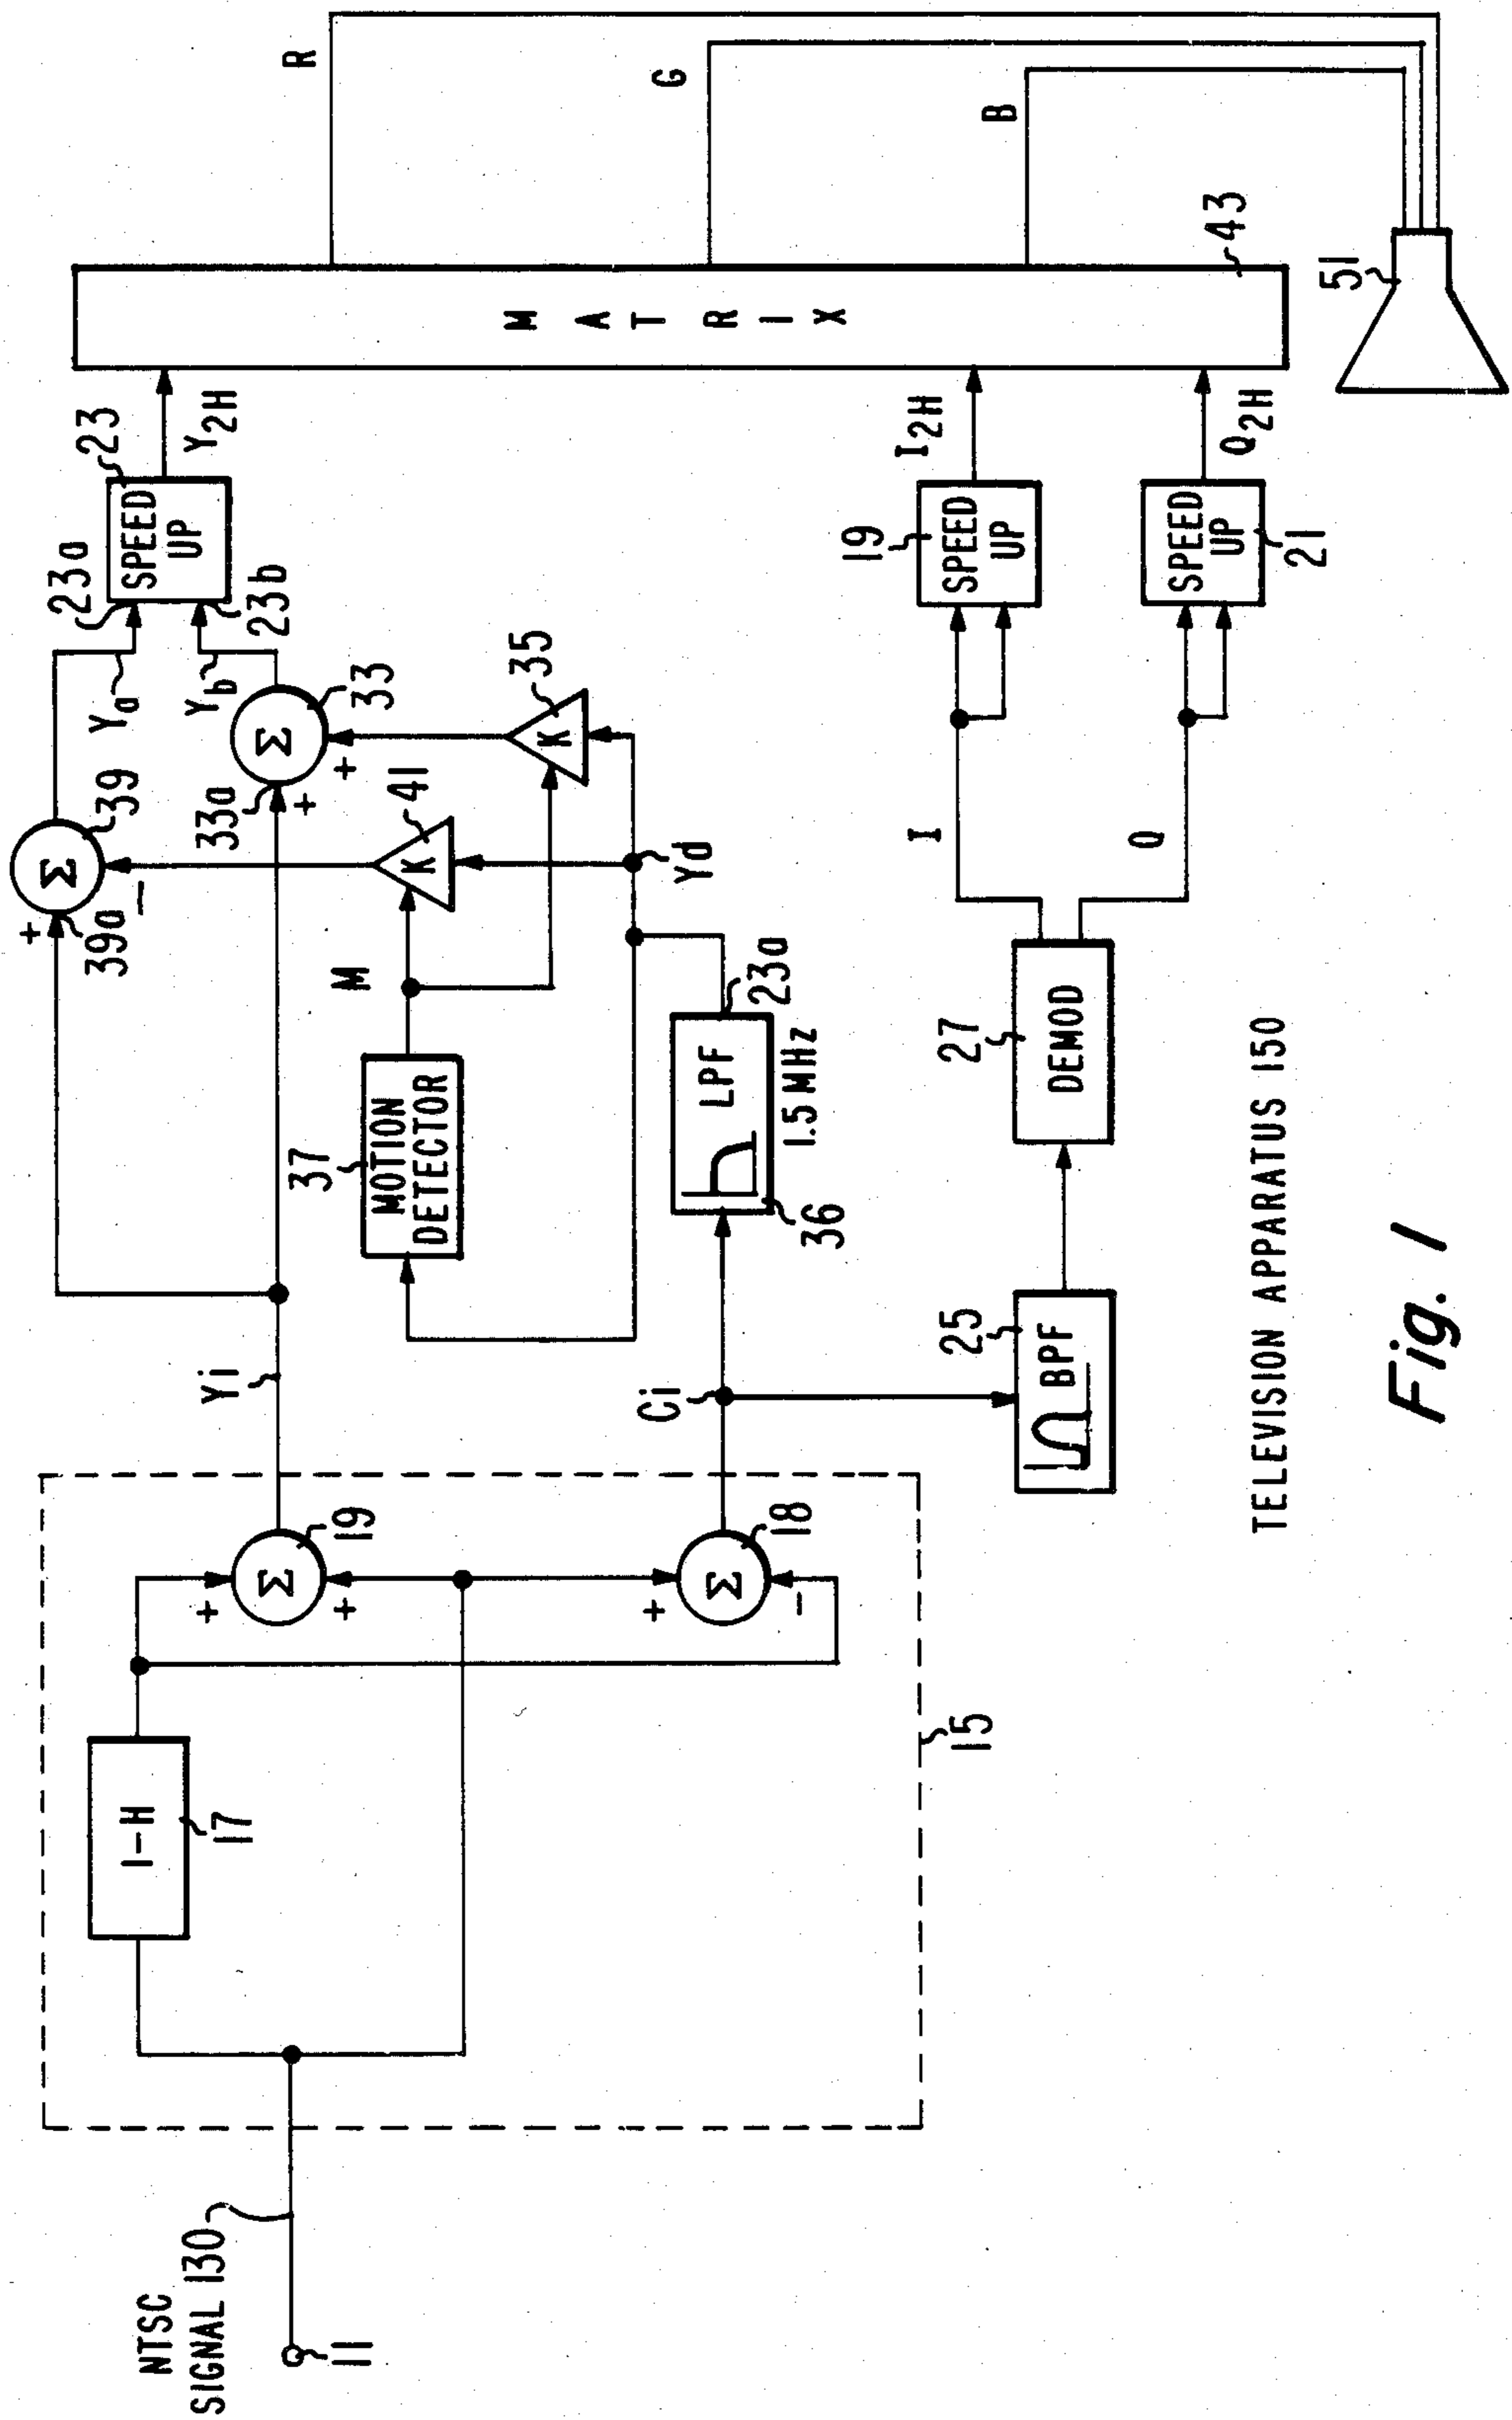 NTSC
SIGNAL 130
11
1-H
17
15
+
+
Σ
19
+
-
Σ
18
Yi
Ci
+
39a
-
Σ
39
33a
+
+
Σ
33
37
MOTION
DETECTOR
M
K
41
K
35
Yd
36
LPF
1.5 MHz
23a
25
BPF
27
DEMOD
I
Q
Ya
Yb
23a
23b
SPEED
UP
23
Y2H
19
SPEED
UP
I2H
SPEED
UP
21
Q2H
MATRIX
43
R
G
B
51
TELEVISION APPARATUS 150
Fig. 1